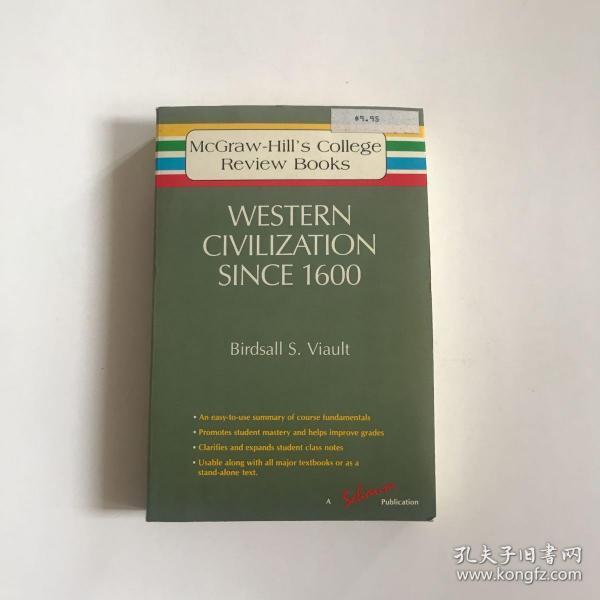 $9.95
McGraw-Hill's College
Review Books
WESTERN
CIVILIZATION
SINCE 1600
Birdsall S. Viault
• An easy-to-use summary of course fundamentals
• Promotes student mastery and helps improve grades
• Clarifies and expands student class notes
• Usable along with all major textbooks or as a
stand-alone text.
A Schaum Publication
孔夫子旧书网
www.kongfz.com